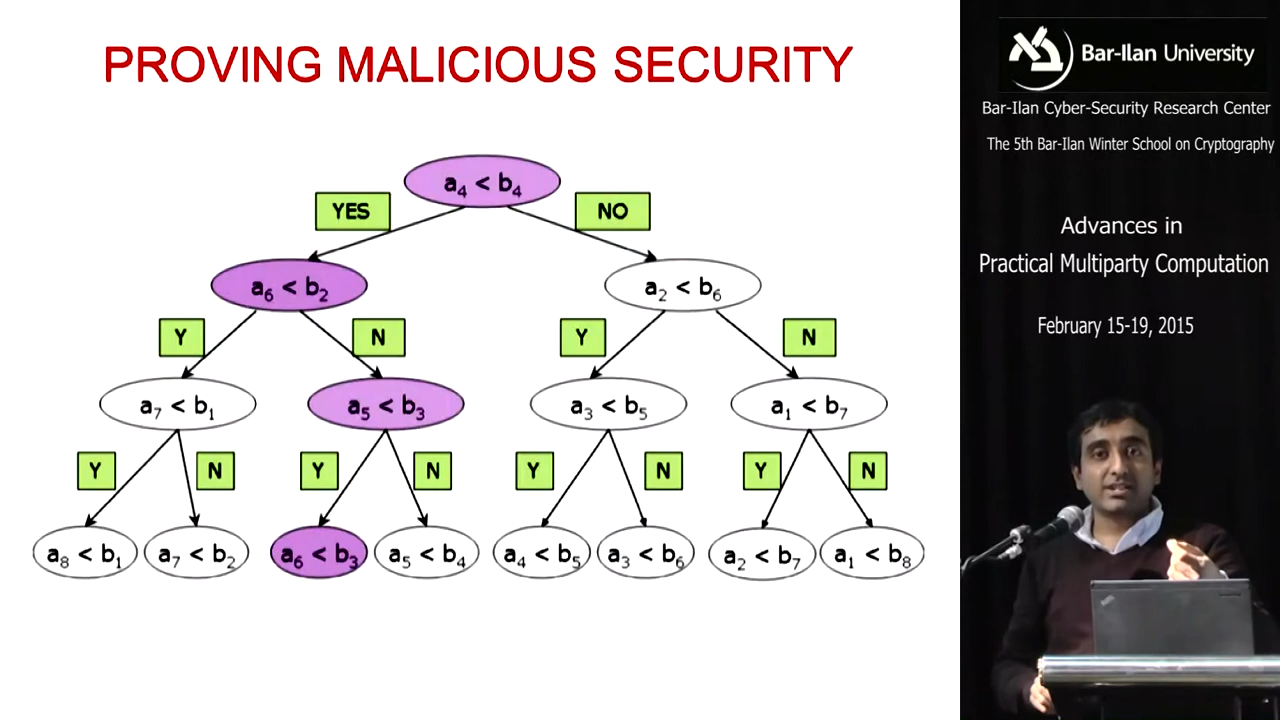 PROVING MALICIOUS SECURITY
a₄ < b₄
YES
NO
a₆ < b₂
a₂ < b₆
Y
N
Y
N
a₇ < b₁
a₅ < b₃
a₃ < b₅
a₁ < b₇
Y
N
Y
N
Y
N
Y
N
a₈ < b₁
a₇ < b₂
a₆ < b₃
a₅ < b₄
a₄ < b₅
a₃ < b₆
a₂ < b₇
a₁ < b₈
Bar-Ilan University
Bar-Ilan Cyber-Security Research Center
The 5th Bar-Ilan Winter School on Cryptography
Advances in
Practical Multiparty Computation
February 15-19, 2015